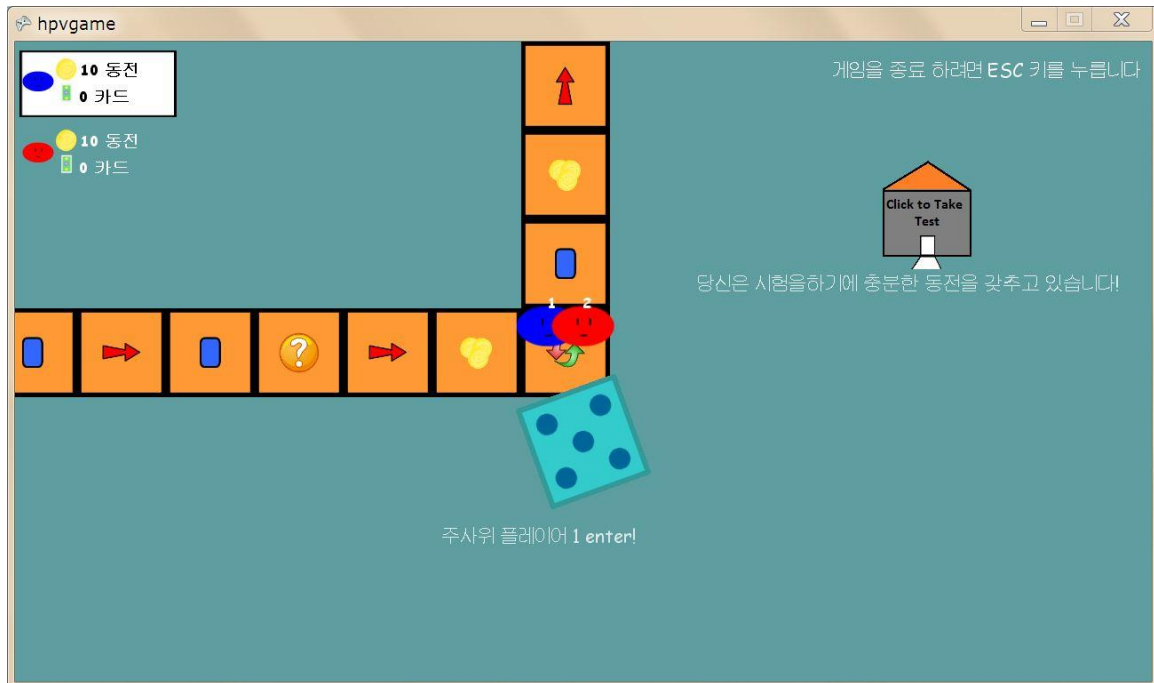 hpvgame
10 동전
0 카드
10 동전
0 카드
게임을 종료 하려면 ESC 키를 누릅니다
Click to Take
Test
당신은 시험을하기에 충분한 동전을 갖추고 있습니다!
1 2
?
주사위 플레이어 1 enter!